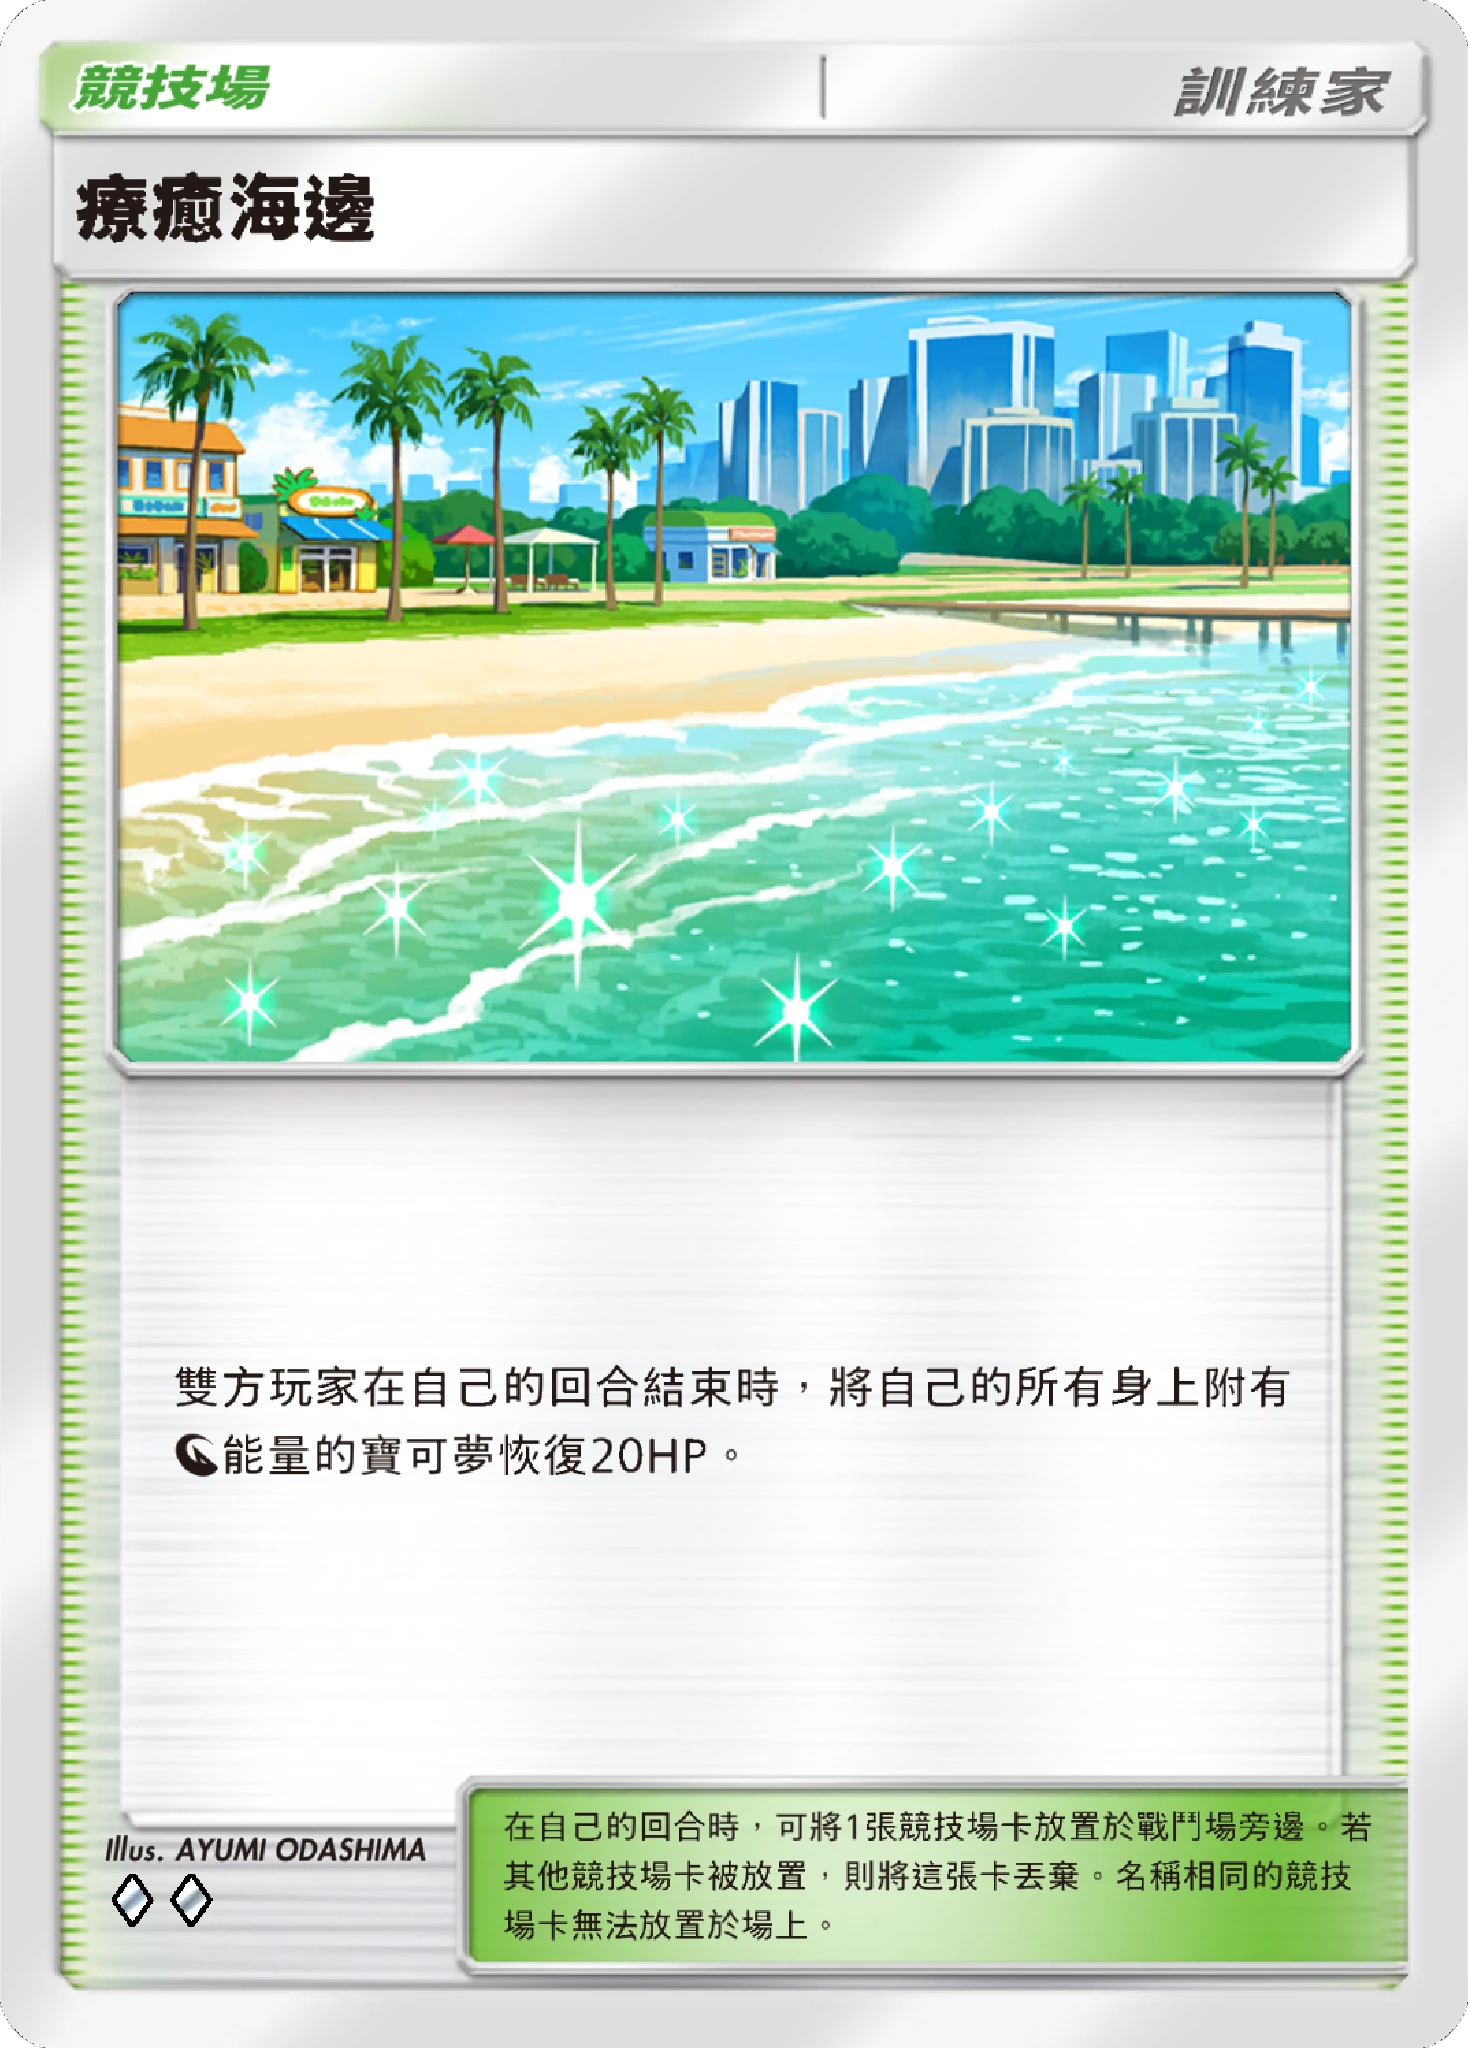 競技場
訓練家
療癒海邊
雙方玩家在自己的回合結束時，將自己的所有身上附有
能量的寶可夢恢復20HP。
Illus. AYUMI ODASHIMA
在自己的回合時，可將1張競技場卡放置於戰鬥場旁邊。若
其他競技場卡被放置，則將這張卡丟棄。名稱相同的競技
場卡無法放置於場上。